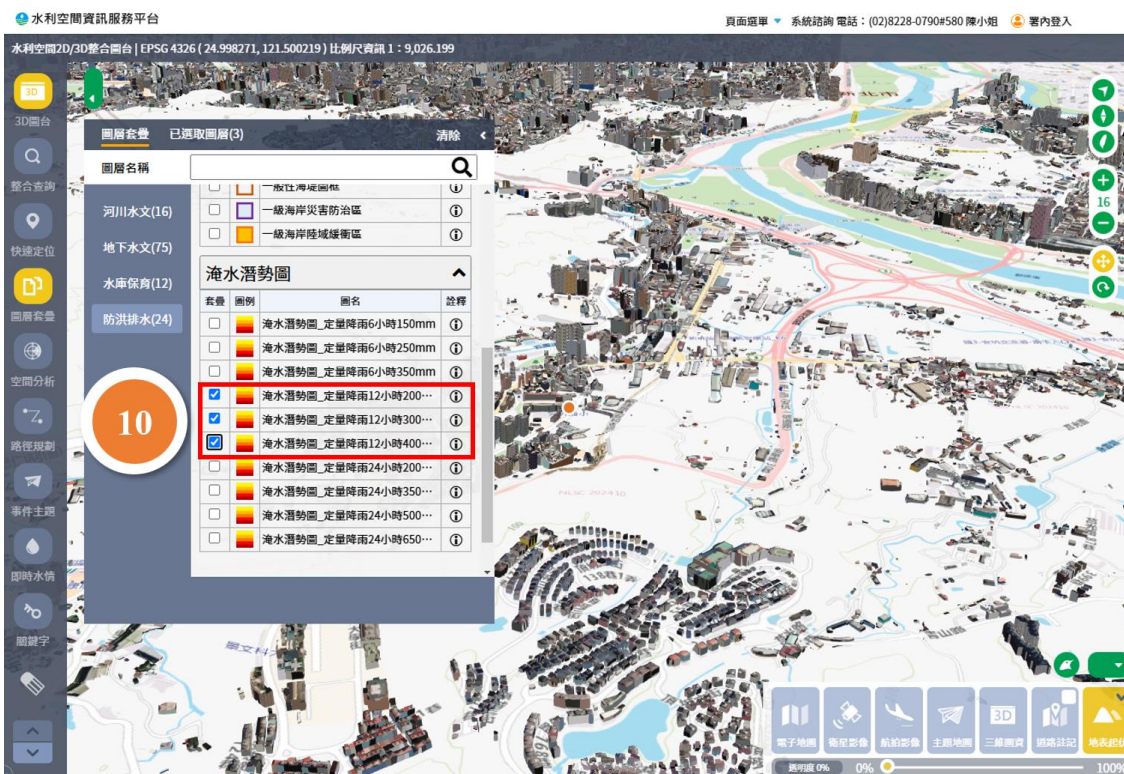 水利空間資訊服務平台
頁面選單 ▼ 系統諮詢 電話：(02)8228-0790#580 陳小姐 署內登入
水利空間2D/3D整合圖台 | EPSG 4326 ( 24.998271, 121.500219 ) 比例尺資訊 1：9,026.199
3D
3D圖台
整合查詢
快速定位
圖層套疊
空間分析
路徑規劃
事件主題
即時水情
關鍵字
圖層套疊 已選取圖層(3) 清除
圖層名稱
河川水文(16)
地下水文(75)
水庫保育(12)
防洪排水(24)
一般性海堤圖框
一級海岸災害防治區
一級海岸陸域緩衝區
淹水潛勢圖
套疊 圖例 圖名 詮釋
淹水潛勢圖_定量降雨6小時150mm
淹水潛勢圖_定量降雨6小時250mm
淹水潛勢圖_定量降雨6小時350mm
淹水潛勢圖_定量降雨12小時200…
淹水潛勢圖_定量降雨12小時300…
淹水潛勢圖_定量降雨12小時400…
淹水潛勢圖_定量降雨24小時200…
淹水潛勢圖_定量降雨24小時350…
淹水潛勢圖_定量降雨24小時500…
淹水潛勢圖_定量降雨24小時650…
10
16
NLSC 202410
電子地圖 衛星影像 航拍影像 主題地圖 3D 三維圖資 道路註記 地表起伏
透明度 0% 0% 100%